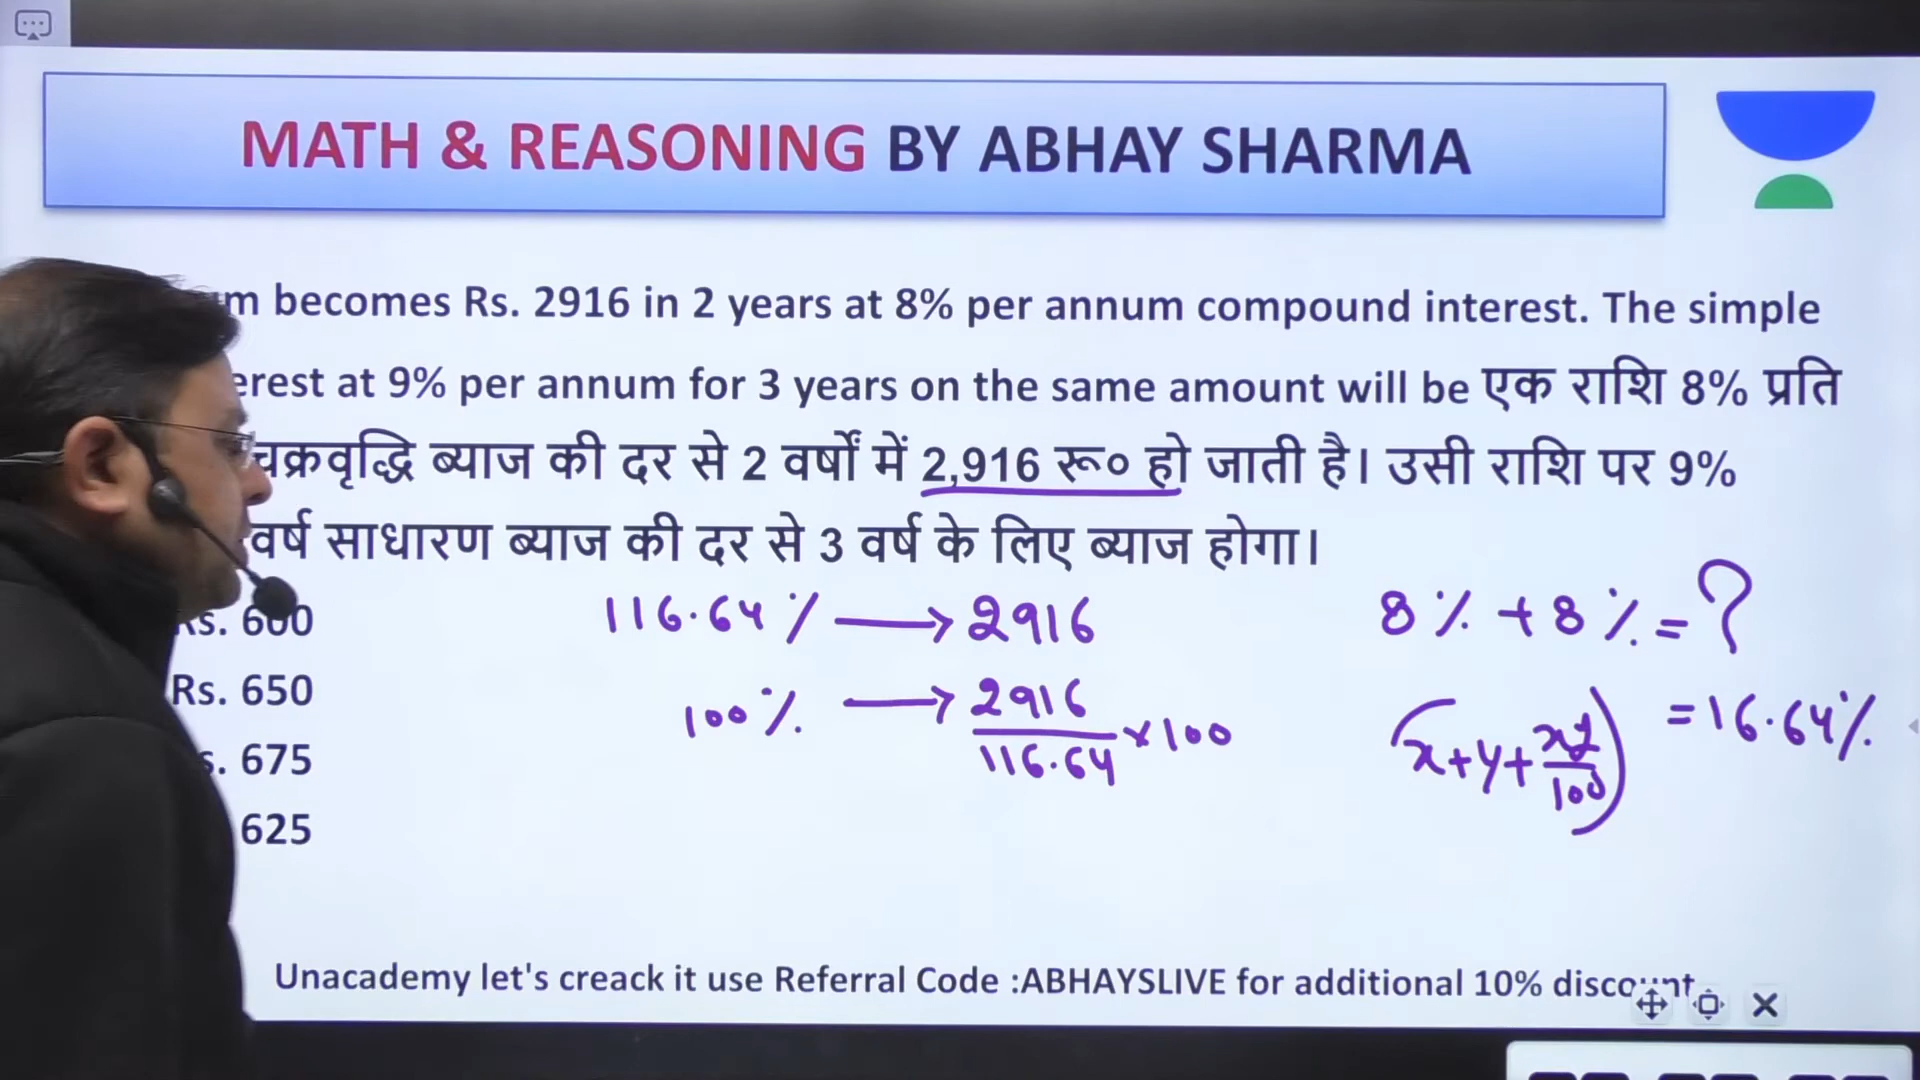 MATH & REASONING BY ABHAY SHARMA
becomes Rs. 2916 in 2 years at 8% per annum compound interest. The simple
at 9% per annum for 3 years on the same amount will be एक राशि 8% प्रति
चक्रवृद्धि ब्याज की दर से 2 वर्षों में 2,916 रू० हो जाती है। उसी राशि पर 9%
वर्ष साधारण ब्याज की दर से 3 वर्ष के लिए ब्याज होगा।
Rs. 600
Rs. 650
675
625
116.64% → 2916
100% → 2916/116.64 × 100
8% + 8% = ?
(x+y+xy/100) = 16.64%
Unacademy let's creack it use Referral Code :ABHAYSLIVE for additional 10% discount